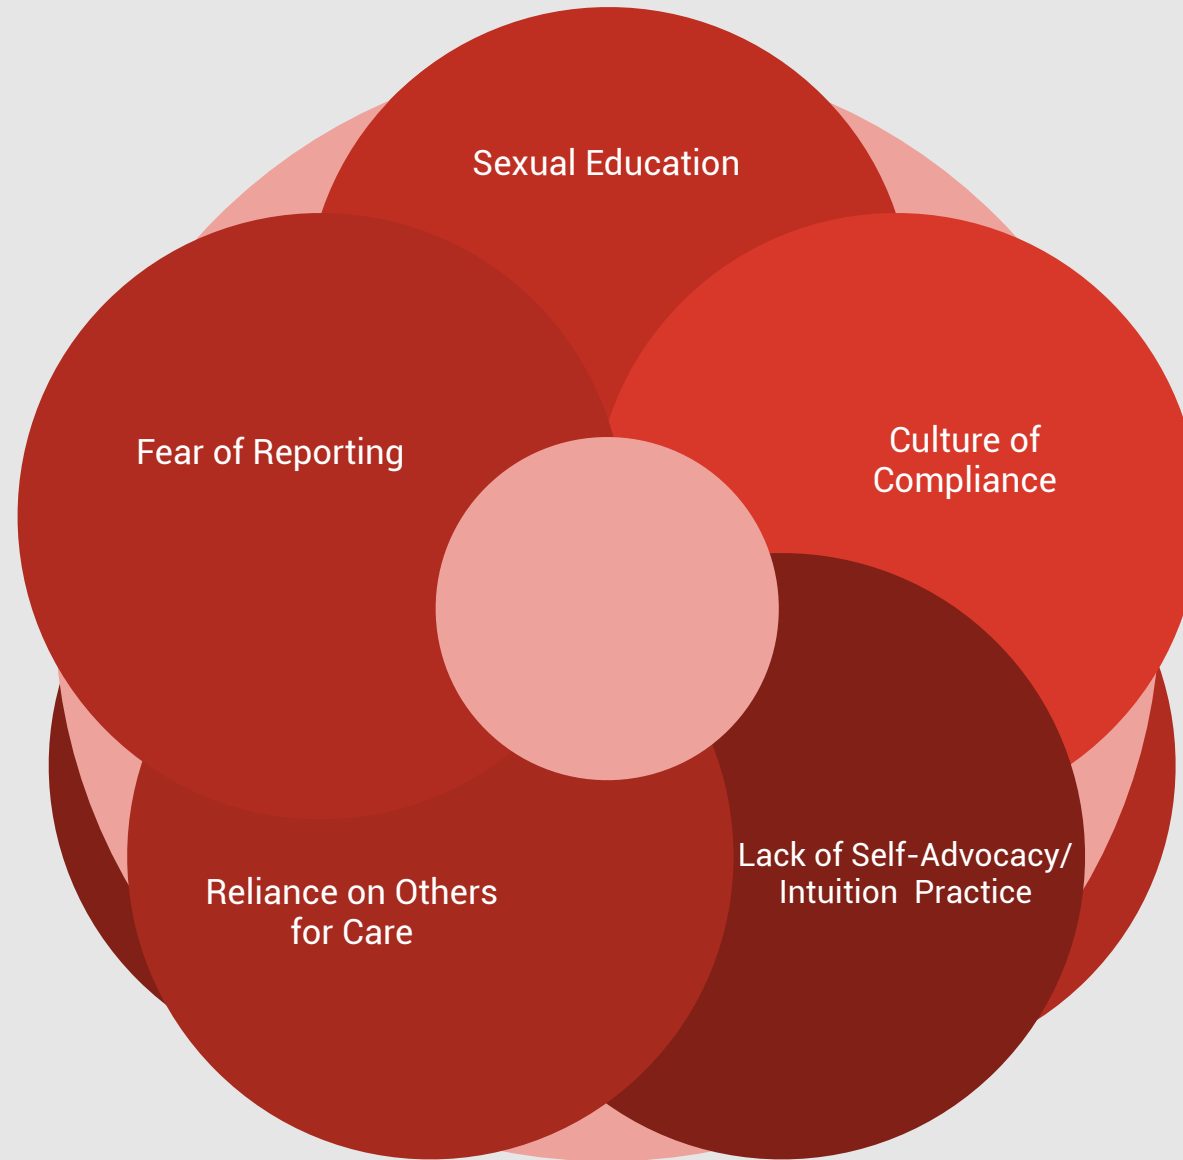 Sexual Education
Fear of Reporting
Culture of
Compliance
Lack of Self-Advocacy/
Intuition  Practice
Reliance on Others
for Care